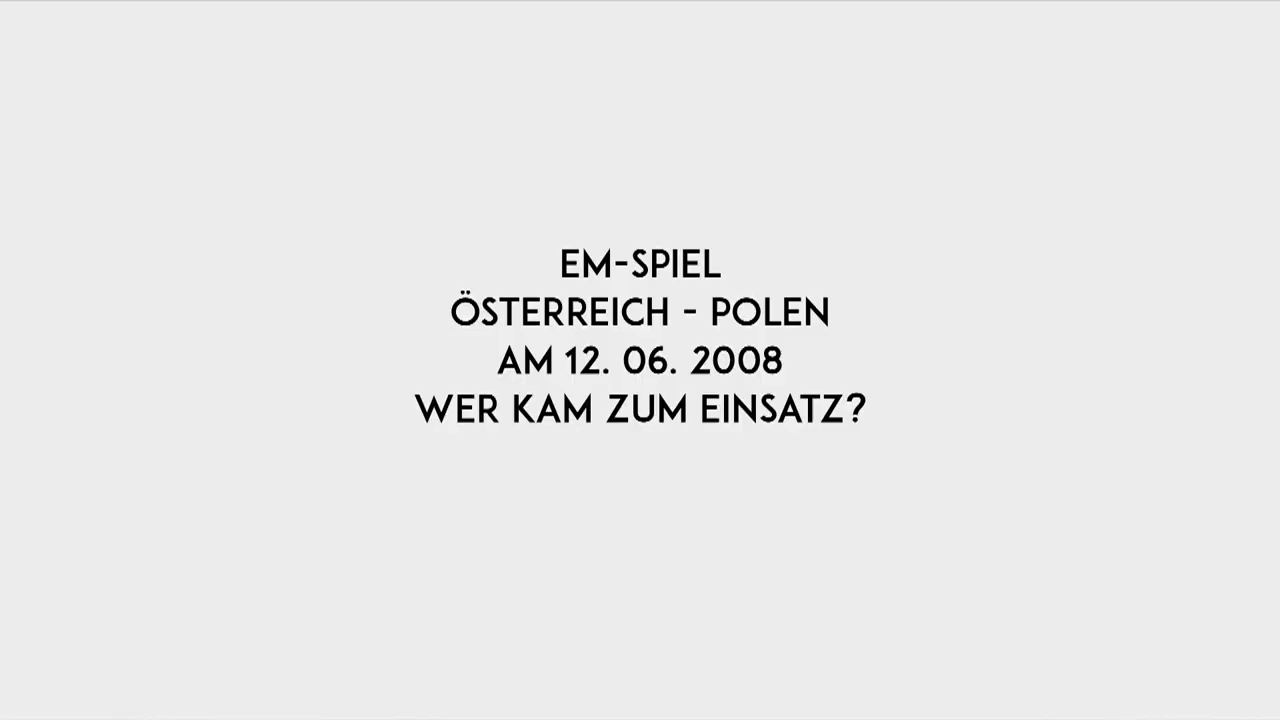 EM-SPIEL
ÖSTERREICH - POLEN
AM 12. 06. 2008
WER KAM ZUM EINSATZ?